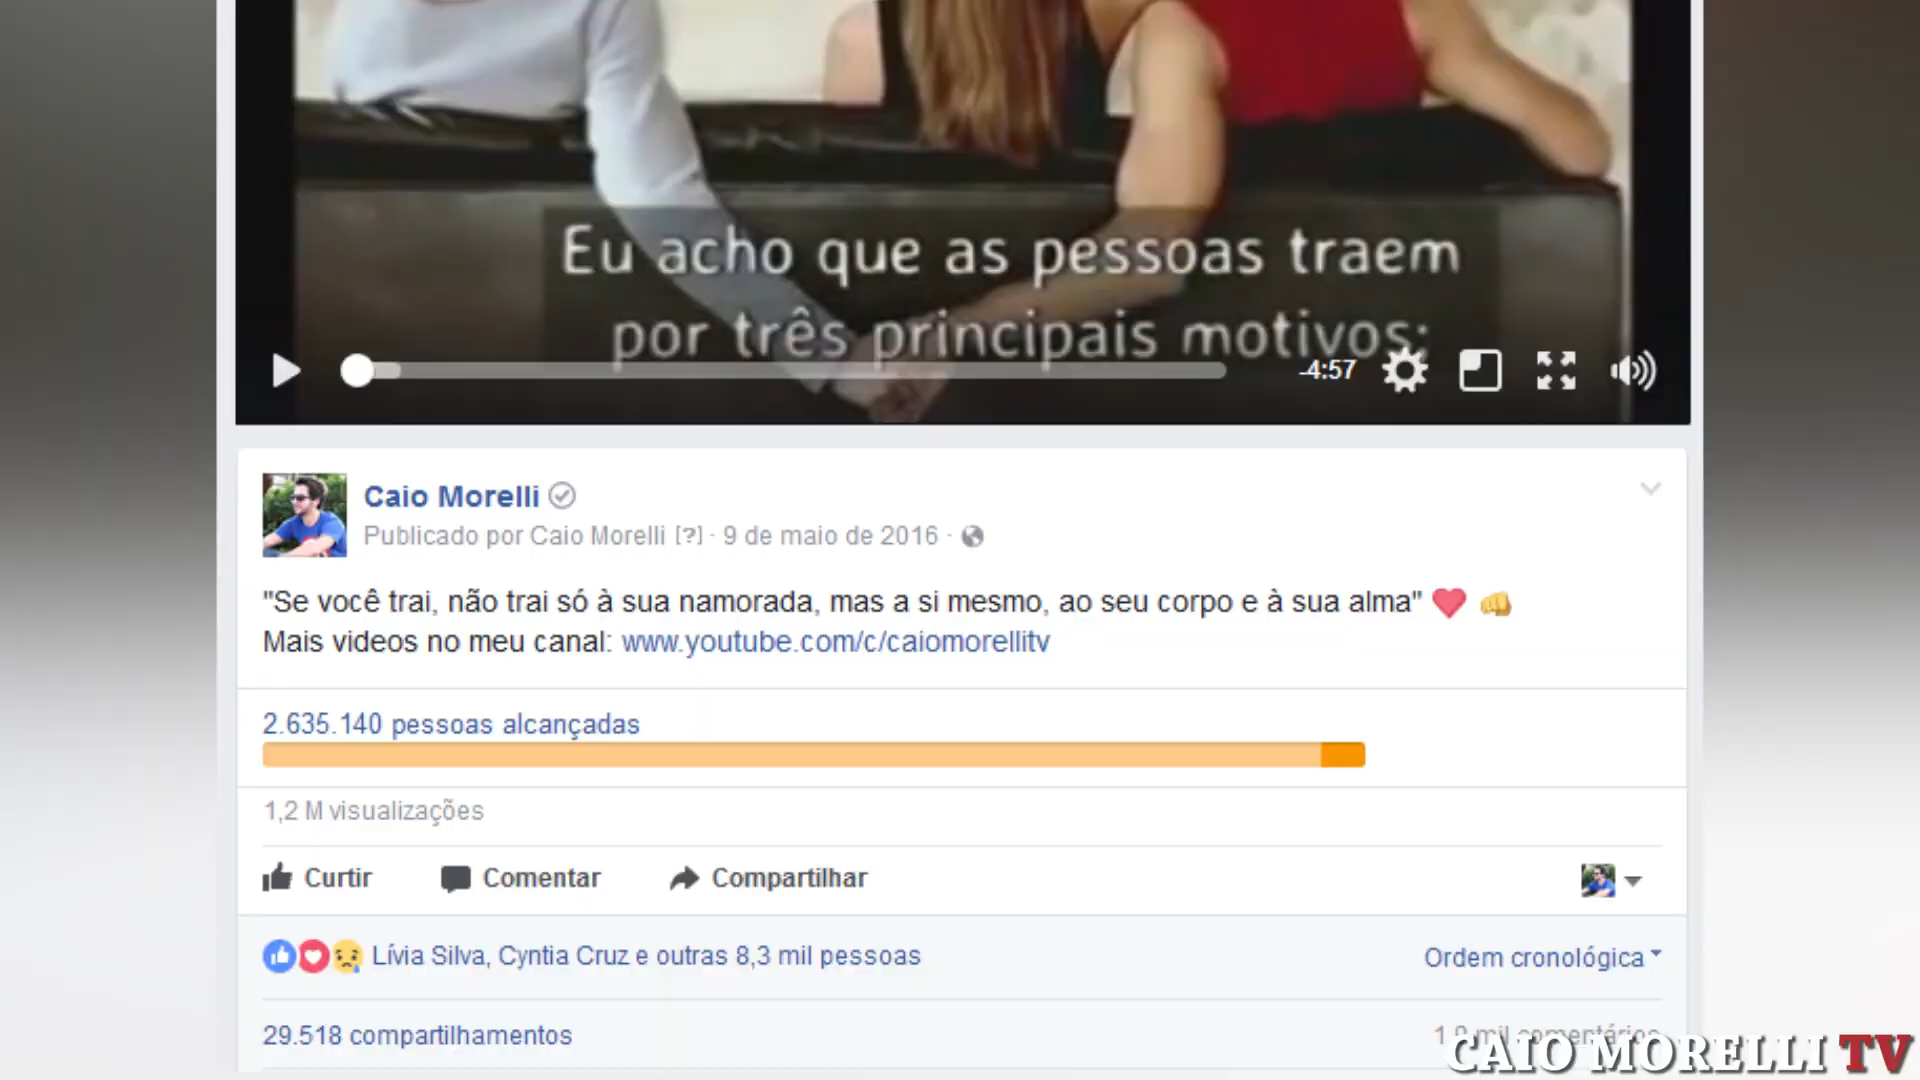 Eu acho que as pessoas traem
por três principais motivos:
-4:57
Caio Morelli
Publicado por Caio Morelli [?] · 9 de maio de 2016 ·
"Se você trai, não trai só à sua namorada, mas a si mesmo, ao seu corpo e à sua alma" ❤️ 👊
Mais videos no meu canal: www.youtube.com/c/caiomorellitv
2.635.140 pessoas alcançadas
1,2 M visualizações
Curtir Comentar Compartilhar
Lívia Silva, Cyntia Cruz e outras 8,3 mil pessoas
Ordem cronológica
29.518 compartilhamentos
mil comentários
CAIO MORELLI TV